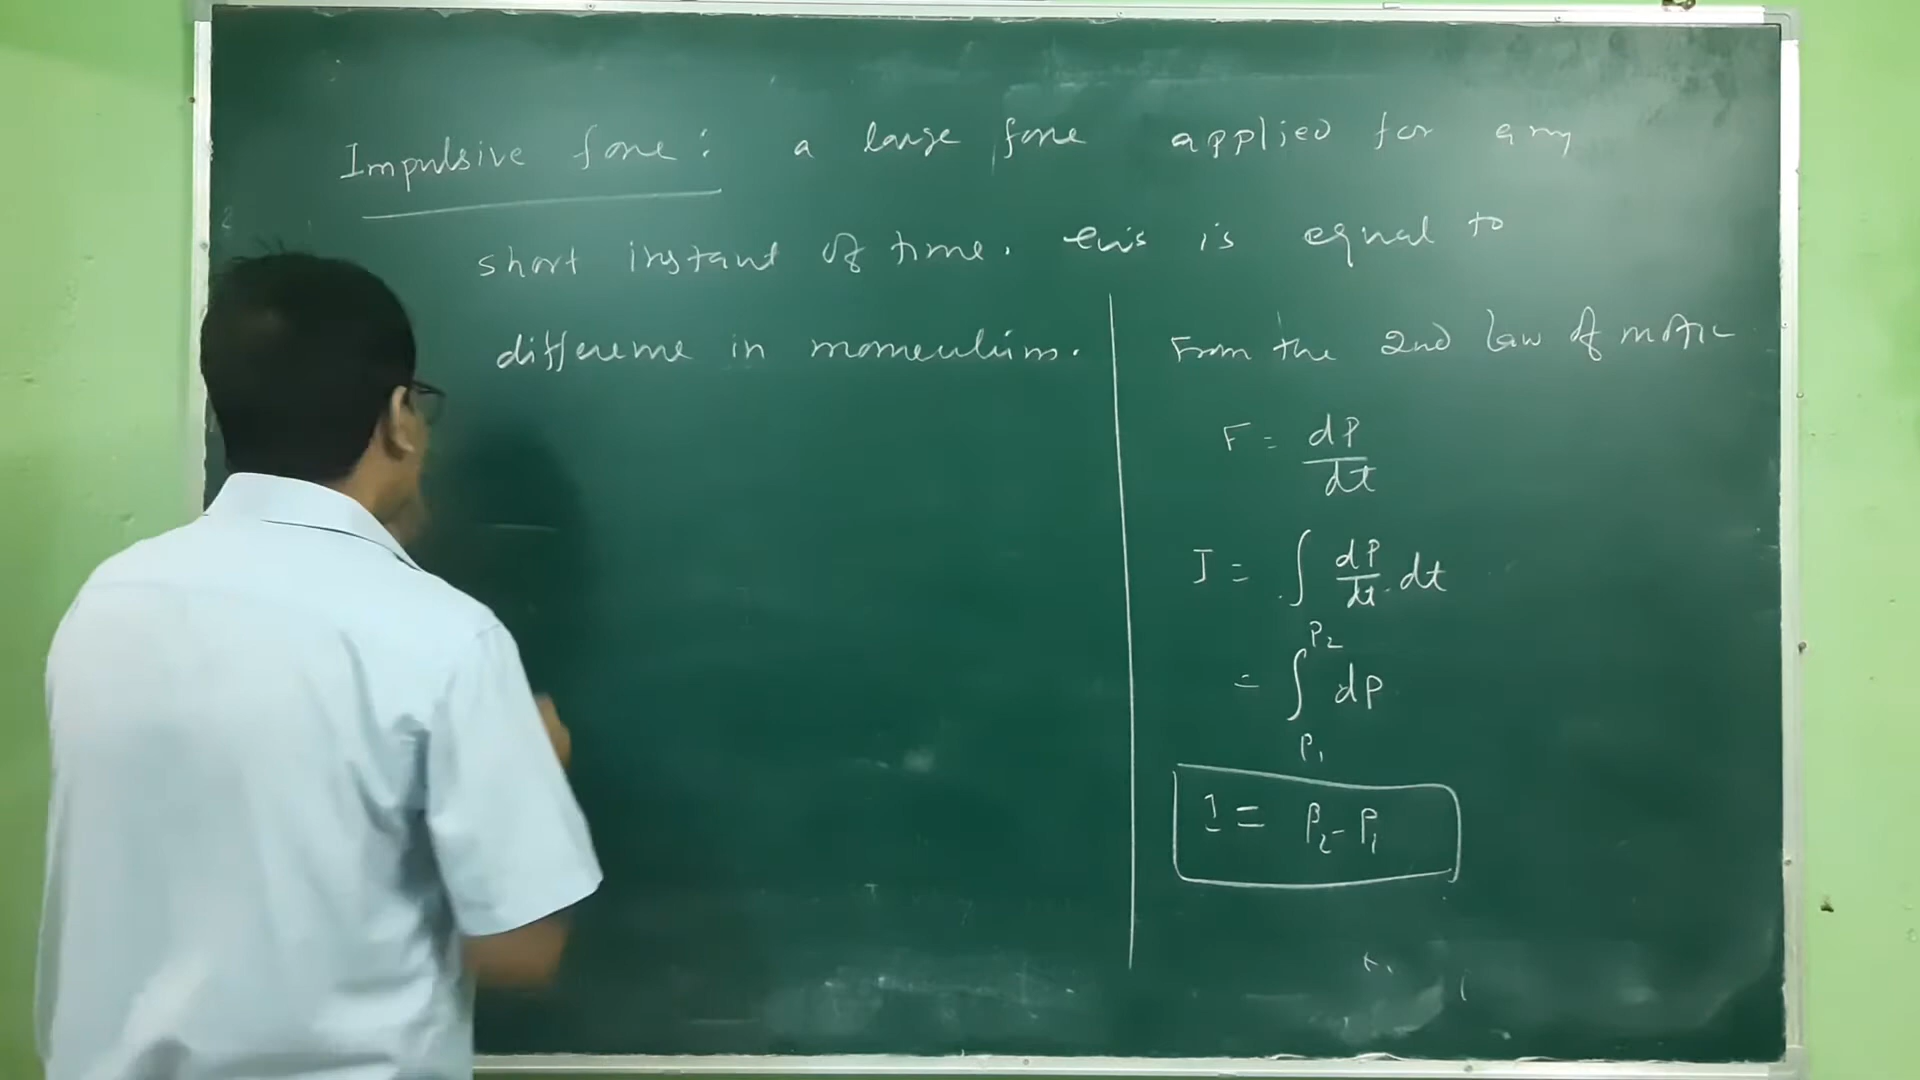 Impulsive force: a large force applied for any
short instant of time. this is equal to
difference in momentum.
From the 2nd law of motion
F = dP/dt
I = ∫ dP/dt dt
= ∫ P₁ P₂ dp
I = P₂ - P₁